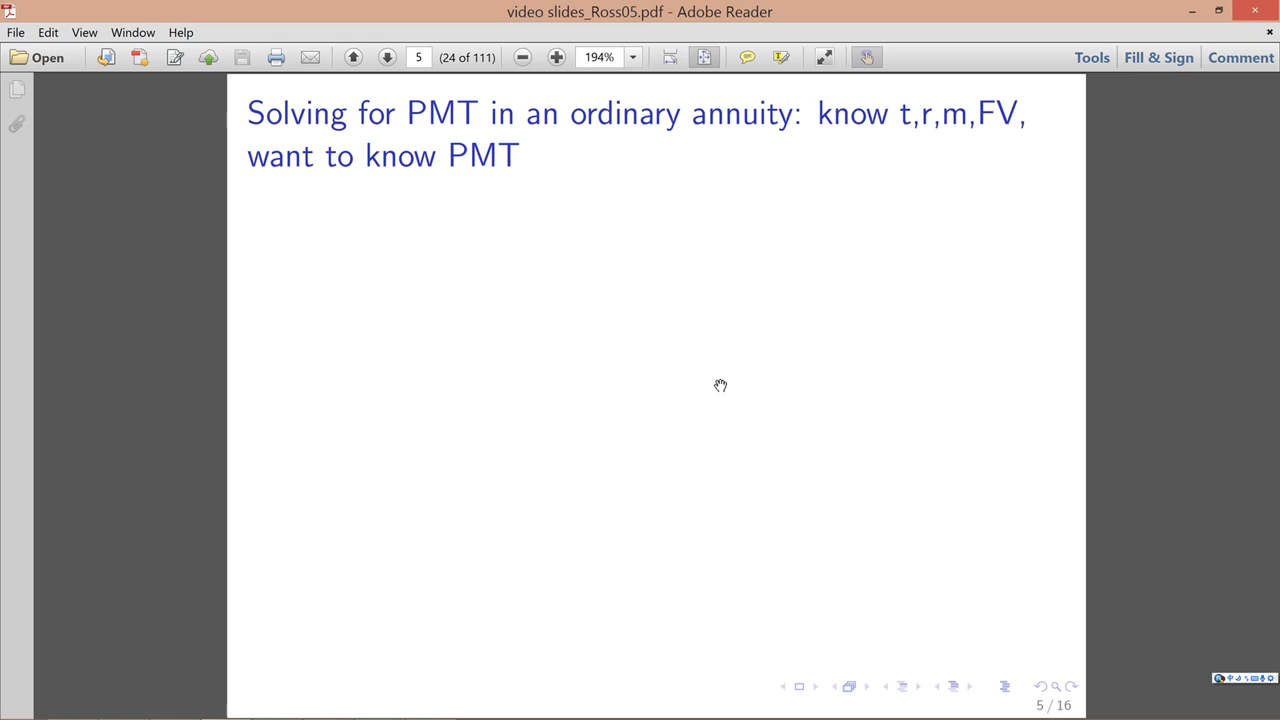 video slides_Ross05.pdf - Adobe Reader
File Edit View Window Help
Open 5 (24 of 111) 194% Tools Fill & Sign Comment
Solving for PMT in an ordinary annuity: know t,r,m,FV,
want to know PMT
5 / 16